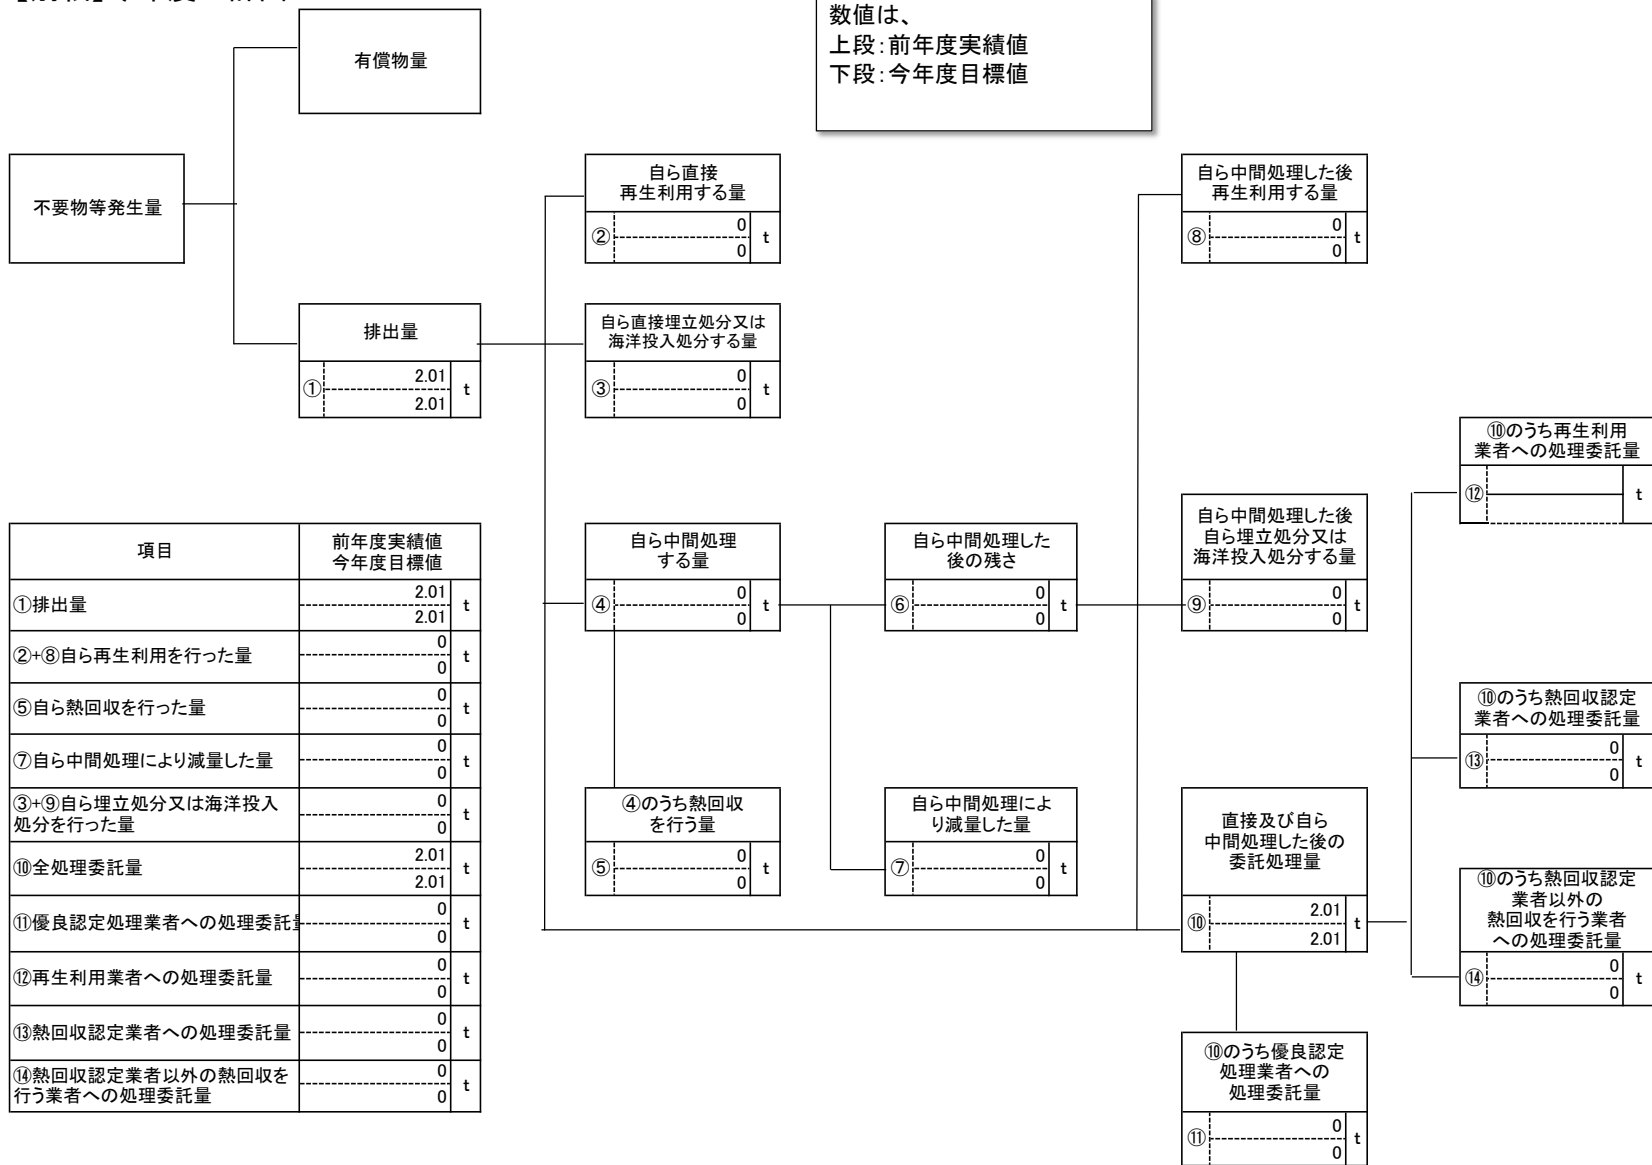 数値は、
上段:前年度実績値
下段:今年度目標値
有償物量
不要物等発生量
排出量
①
2.01
2.01
t
自ら直接
再生利用する量
②
0
0
t
自ら直接埋立処分又は
海洋投入処分する量
③
0
0
t
自ら中間処理
する量
④
0
0
t
④のうち熱回収
を行う量
⑤
0
0
t
自ら中間処理した
後の残さ
⑥
0
0
t
自ら中間処理によ
り減量した量
⑦
0
0
t
自ら中間処理した後
再生利用する量
⑧
0
0
t
自ら中間処理した後
自ら埋立処分又は
海洋投入処分する量
⑨
0
0
t
直接及び自ら
中間処理した後の
委託処理量
⑩
2.01
2.01
t
⑩のうち優良認定
処理業者への
処理委託量
⑪
0
0
t
⑩のうち再生利用
業者への処理委託量
⑫
t
⑩のうち熱回収認定
業者への処理委託量
⑬
0
0
t
⑩のうち熱回収認定
業者以外の
熱回収を行う業者
への処理委託量
⑭
0
0
t
項目
前年度実績値
今年度目標値
①排出量
2.01
2.01
t
②+⑧自ら再生利用を行った量
0
0
t
⑤自ら熱回収を行った量
0
0
t
⑦自ら中間処理により減量した量
0
0
t
③+⑨自ら埋立処分又は海洋投入
処分を行った量
0
0
t
⑩全処理委託量
2.01
2.01
t
⑪優良認定処理業者への処理委託
0
0
t
⑫再生利用業者への処理委託量
0
0
t
⑬熱回収認定業者への処理委託量
0
0
t
⑭熱回収認定業者以外の熱回収を
行う業者への処理委託量
0
0
t